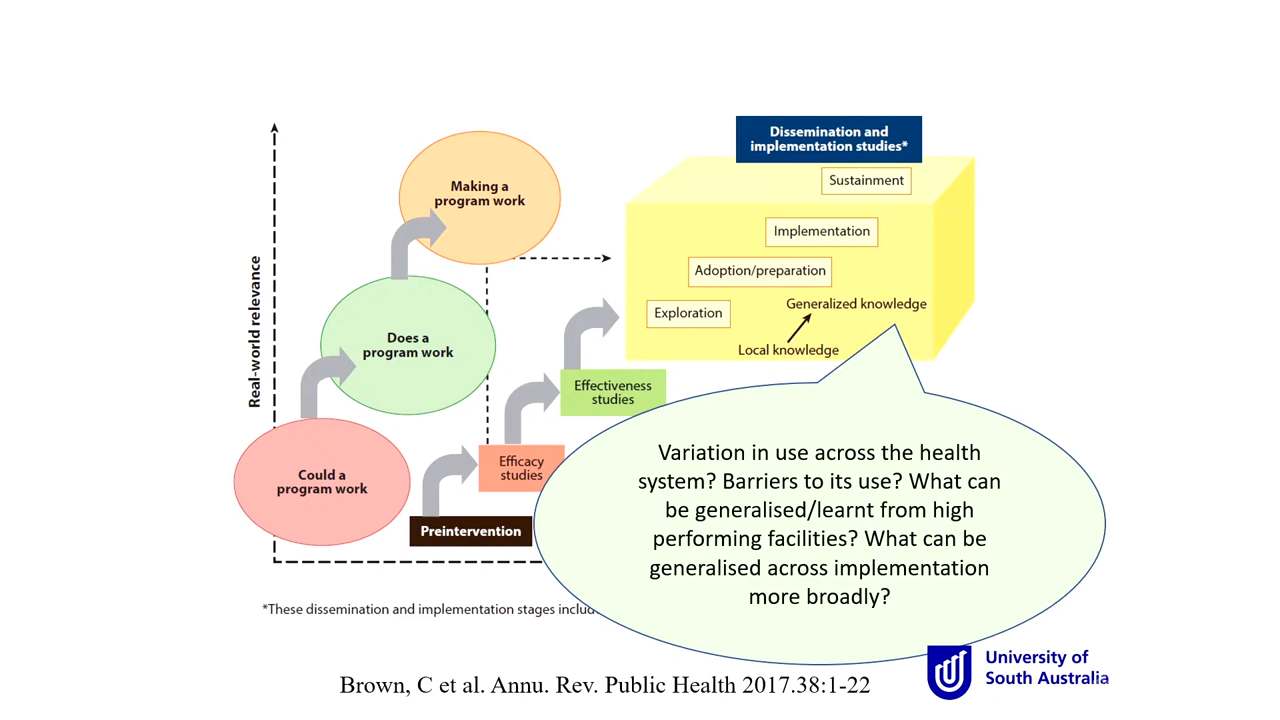 Dissemination and
implementation studies*
Sustainment
Making a
program work
Implementation
Adoption/preparation
Exploration
Generalized knowledge
Local knowledge
Real-world relevance
Does a
program work
Effectiveness
studies
Could a
program work
Efficacy
studies
Preintervention
Variation in use across the health
system? Barriers to its use? What can
be generalised/learnt from high
performing facilities? What can be
generalised across implementation
more broadly?
*These dissemination and implementation stages
Brown, C et al. Annu. Rev. Public Health 2017.38:1-22
University of
South Australia